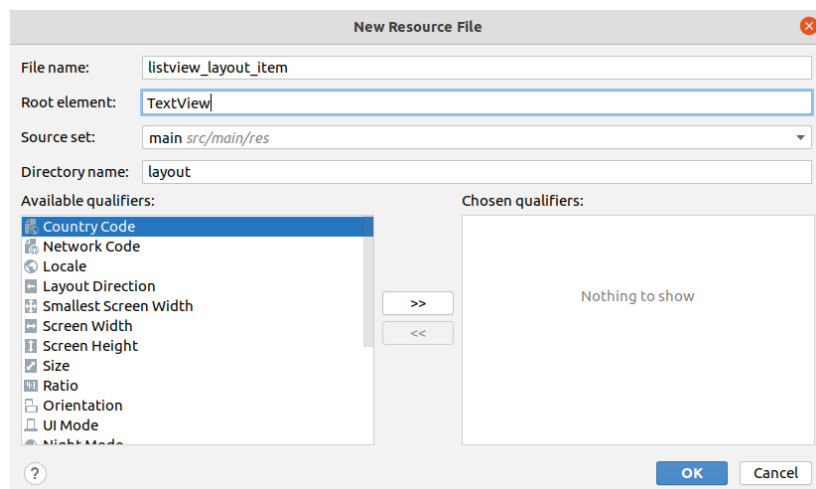 New Resource File
File name: listview_layout_item
Root element: TextView
Source set: main src/main/res
Directory name: layout
Available qualifiers: Chosen qualifiers:
Country Code
Network Code
Locale
Layout Direction
Smallest Screen Width
Screen Width
Screen Height
Size
Ratio
Orientation
UI Mode
Night Mode
>>
<<
Nothing to show
?
OK Cancel